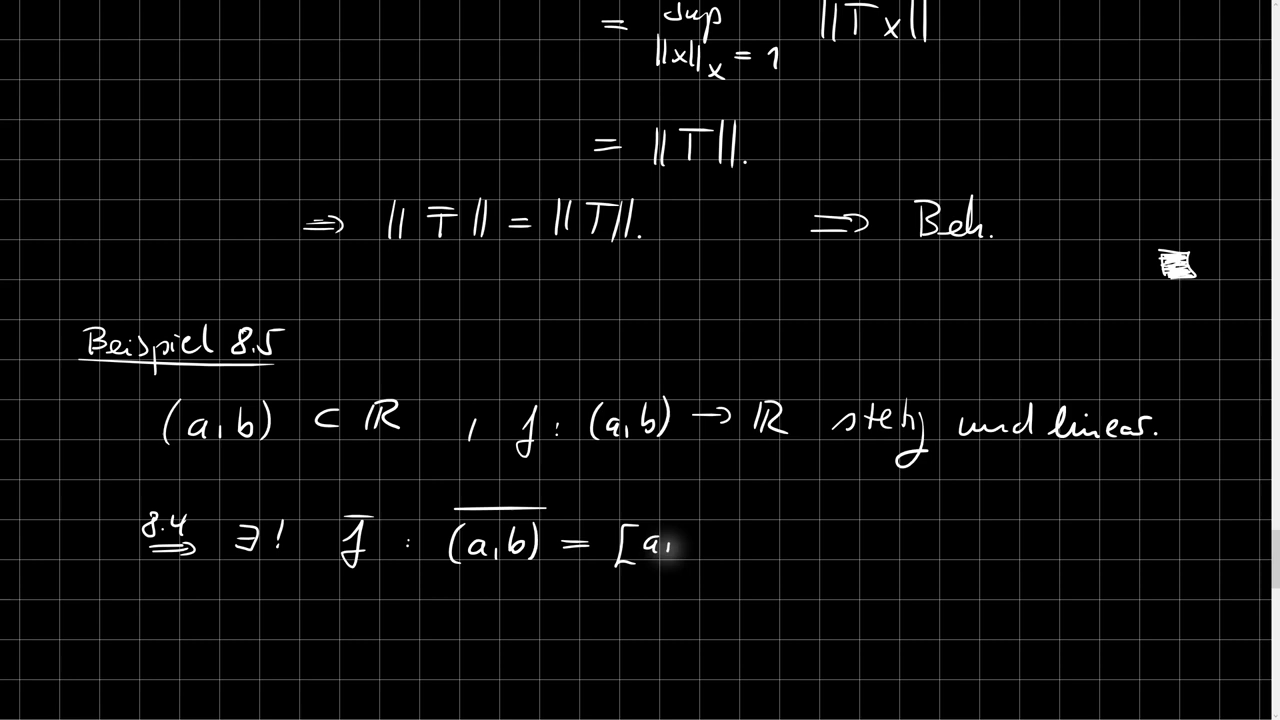 = sup ||Tx||
||x||_X = 1
= ||T||.
⇒ ||T̄|| = ||T||. ⇒ Beh.
Beispiel 8.5
(a,b) ⊂ ℝ , f : (a,b) → ℝ stetig und linear.
8.4
⇒ ∃! f̄ : \overline{(a,b)} = [a,